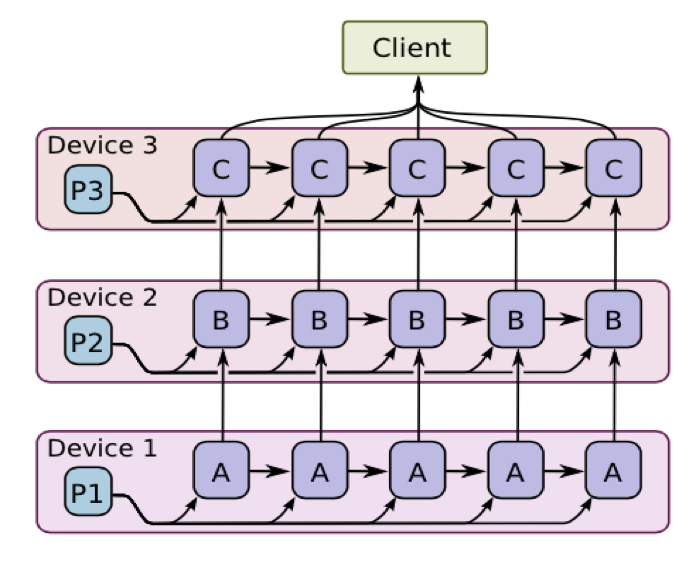 Client
Device 3
P3
C C C C C
Device 2
P2
B B B B B
Device 1
P1
A A A A A